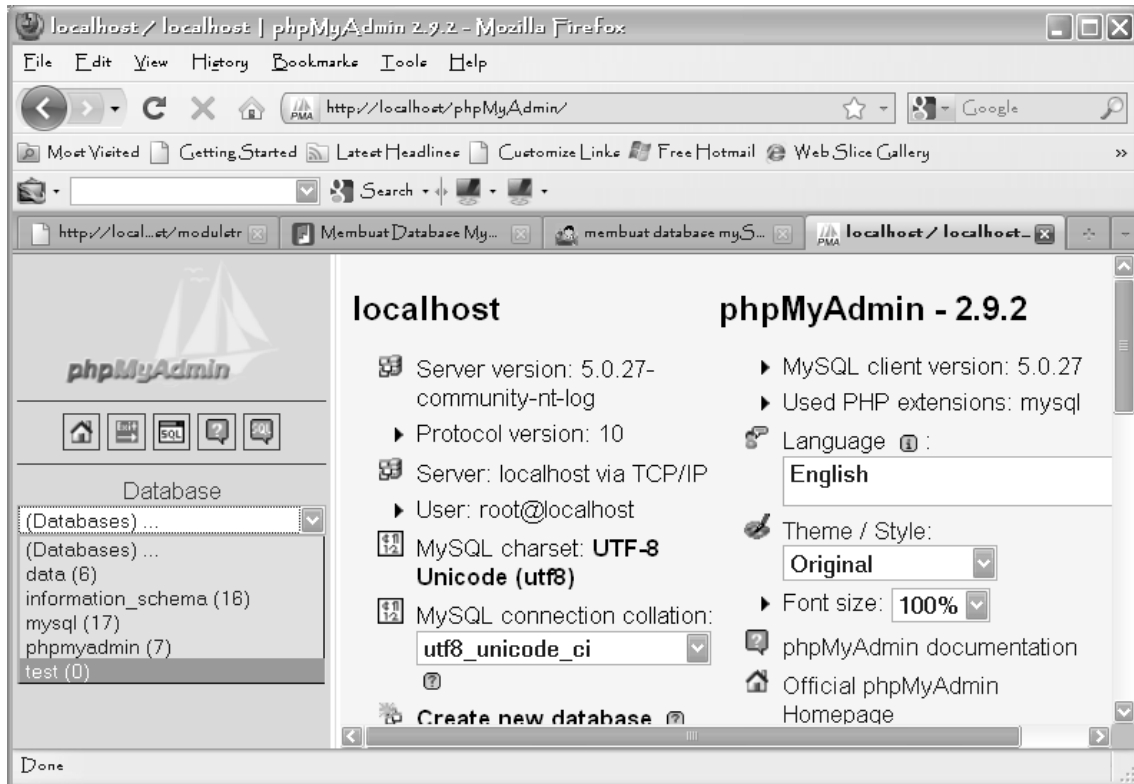 localhost / localhost | phpMyAdmin 2.9.2 - Mozilla Firefox
File Edit View History Bookmarks Tools Help
PMA http://localhost/phpMyAdmin/ Google
Most Visited Getting Started Latest Headlines Customize Links Free Hotmail Web Slice Gallery »
Search
http://local...st/modulstr Membuat Database My... membuat database myS... PMA localhost / localhost...
phpMyAdmin
SQL SQL
Database
(Databases) ...
(Databases) ...
data (6)
information_schema (16)
mysql (17)
phpmyadmin (7)
test (0)
localhost
Server version: 5.0.27-
community-nt-log
Protocol version: 10
Server: localhost via TCP/IP
User: root@localhost
MySQL charset: UTF-8
Unicode (utf8)
MySQL connection collation:
utf8_unicode_ci
Create new database
phpMyAdmin - 2.9.2
MySQL client version: 5.0.27
Used PHP extensions: mysql
Language :
English
Theme / Style:
Original
Font size: 100%
phpMyAdmin documentation
Official phpMyAdmin
Homepage
Done